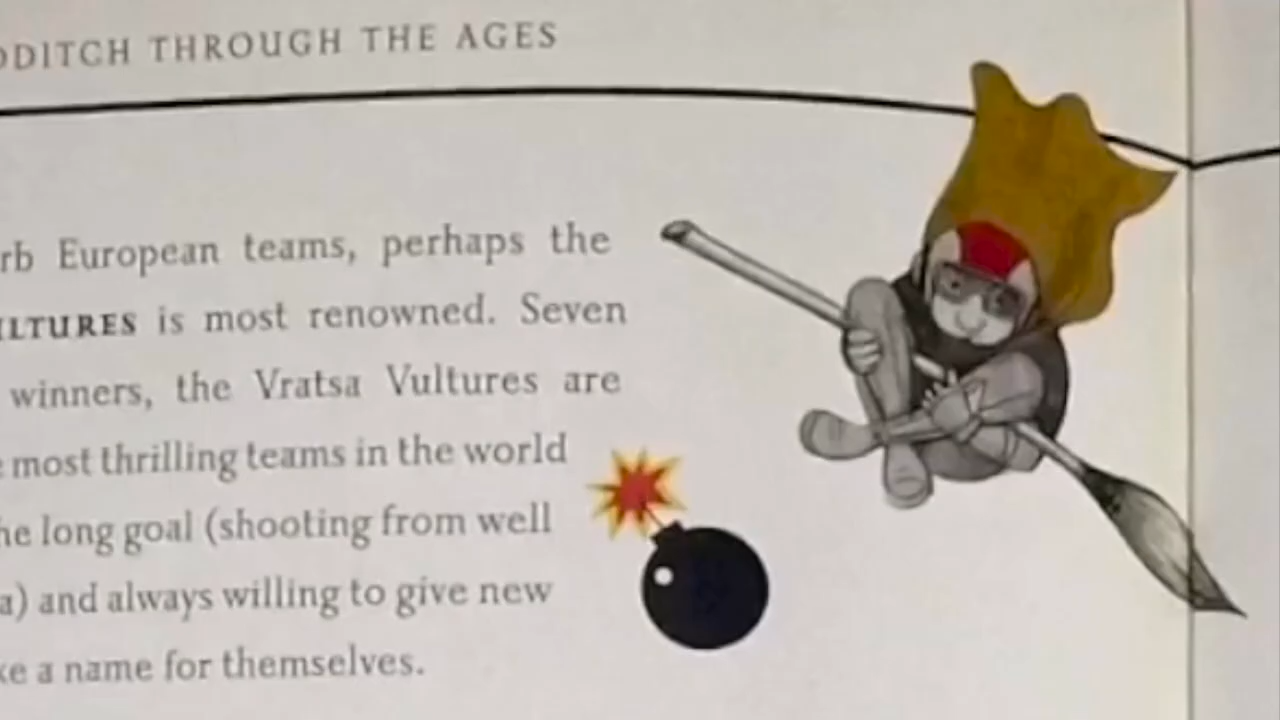 DDITCH THROUGH THE AGES
rb European teams, perhaps the
LTURES is most renowned. Seven
winners, the Vratsa Vultures are
e most thrilling teams in the world
he long goal (shooting from well
a) and always willing to give new
ke a name for themselves.